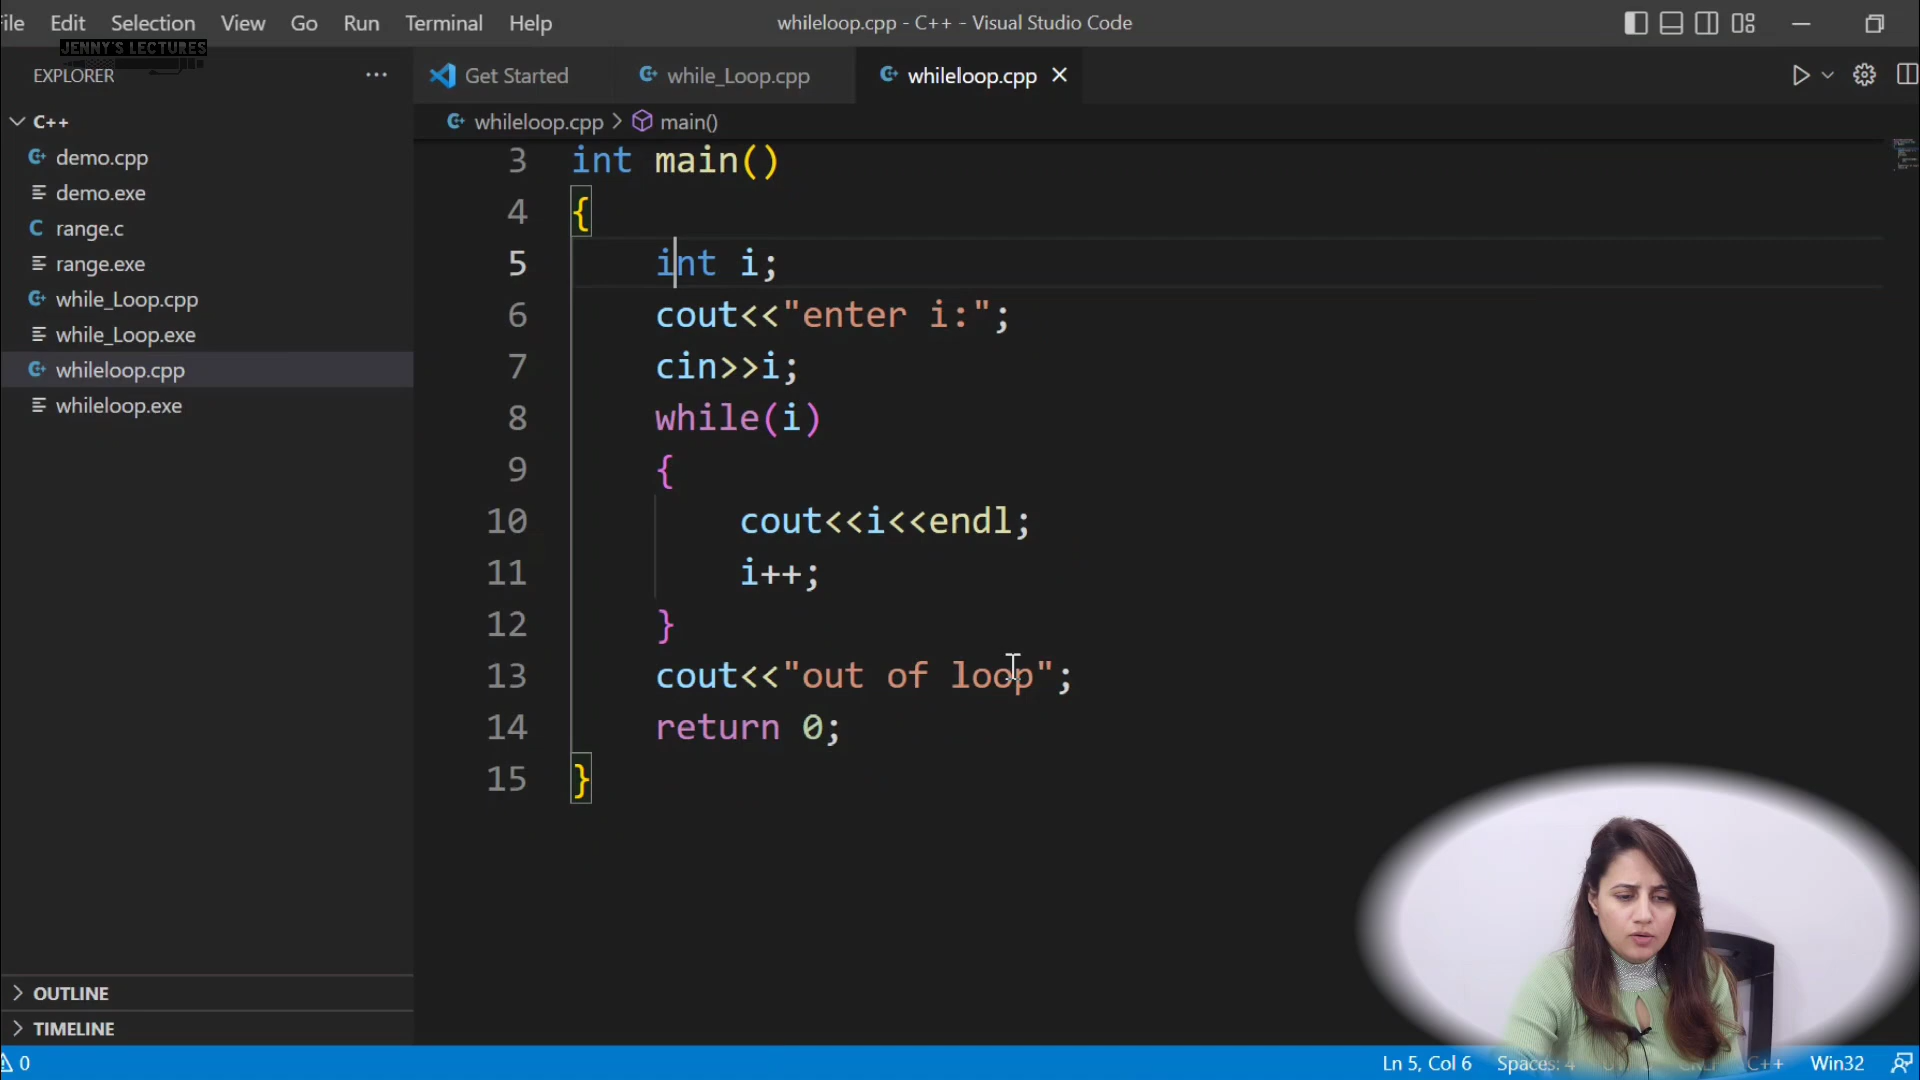 ile Edit Selection View Go Run Terminal Help
whileloop.cpp - C++ - Visual Studio Code
JENNY'S LECTURES
EXPLORER
Get Started
while_Loop.cpp
whileloop.cpp
whileloop.cpp > main()
C++
demo.cpp
demo.exe
range.c
range.exe
while_Loop.cpp
while_Loop.exe
whileloop.cpp
whileloop.exe
3 int main()
4 {
5 int i;
6 cout<<"enter i:";
7 cin>>i;
8 while(i)
9 {
10 cout<<i<<endl;
11 i++;
12 }
13 cout<<"out of loop";
14 return 0;
15 }
OUTLINE
TIMELINE
0
Ln 5, Col 6
Spaces: 4
C++
Win32